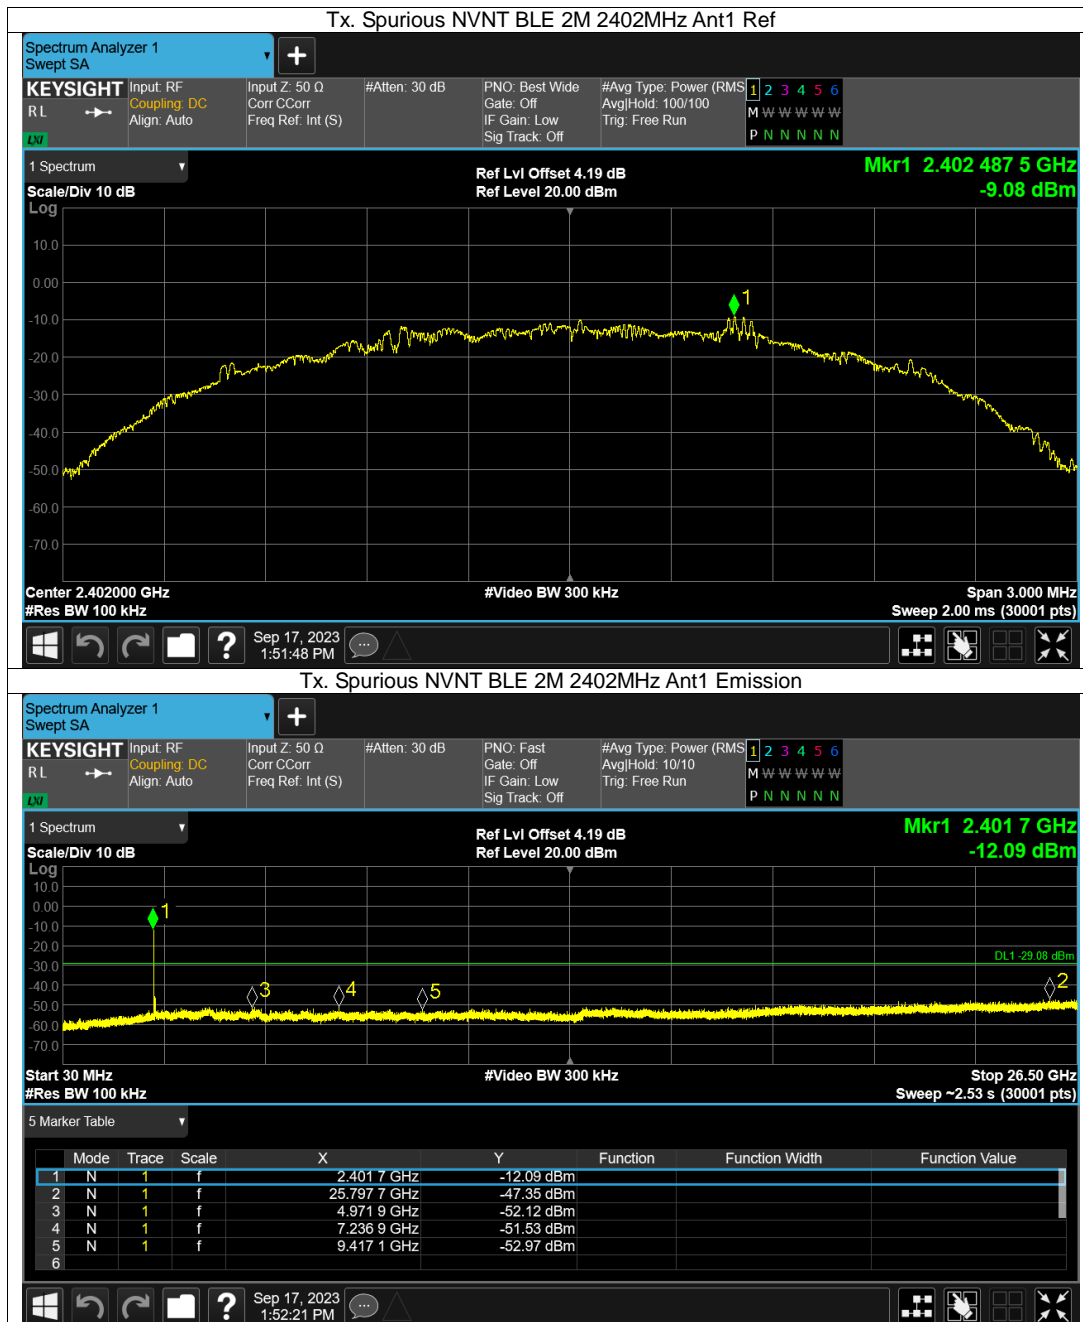 Tx. Spurious NVNT BLE 2M 2402MHz Ant1 Ref
Spectrum Analyzer 1
Swept SA
KEYSIGHT Input: RF Input Z: 50 Ω #Atten: 30 dB PNO: Best Wide #Avg Type: Power (RMS 1 2 3 4 5 6
RL Coupling: DC Corr CCorr Gate: Off Avg|Hold: 100/100 M W W W W W
Align: Auto Freq Ref: Int (S) IF Gain: Low Trig: Free Run
LXI Sig Track: Off P N N N N N
1 Spectrum Ref Lvl Offset 4.19 dB Mkr1 2.402 487 5 GHz
Scale/Div 10 dB Ref Level 20.00 dBm -9.08 dBm
Log
10.0
0.00
1
-10.0
-20.0
-30.0
-40.0
-50.0
-60.0
-70.0
Center 2.402000 GHz #Video BW 300 kHz Span 3.000 MHz
#Res BW 100 kHz Sweep 2.00 ms (30001 pts)
? Sep 17, 2023
1:51:48 PM
Tx. Spurious NVNT BLE 2M 2402MHz Ant1 Emission
Spectrum Analyzer 1
Swept SA
KEYSIGHT Input: RF Input Z: 50 Ω #Atten: 30 dB PNO: Fast #Avg Type: Power (RMS 1 2 3 4 5 6
RL Coupling: DC Corr CCorr Gate: Off Avg|Hold: 10/10 M W W W W W
Align: Auto Freq Ref: Int (S) IF Gain: Low Trig: Free Run
LXI Sig Track: Off P N N N N N
1 Spectrum Ref Lvl Offset 4.19 dB Mkr1 2.401 7 GHz
Scale/Div 10 dB Ref Level 20.00 dBm -12.09 dBm
Log
10.0
0.00
1
-10.0
-20.0
DL1 -29.08 dBm
-30.0
-40.0
3 4 5 2
-50.0
-60.0
-70.0
Start 30 MHz #Video BW 300 kHz Stop 26.50 GHz
#Res BW 100 kHz Sweep ~2.53 s (30001 pts)
5 Marker Table
Mode Trace Scale X Y Function Function Width Function Value
1 N 1 f 2.401 7 GHz -12.09 dBm
2 N 1 f 25.797 7 GHz -47.35 dBm
3 N 1 f 4.971 9 GHz -52.12 dBm
4 N 1 f 7.236 9 GHz -51.53 dBm
5 N 1 f 9.417 1 GHz -52.97 dBm
6
? Sep 17, 2023
1:52:21 PM